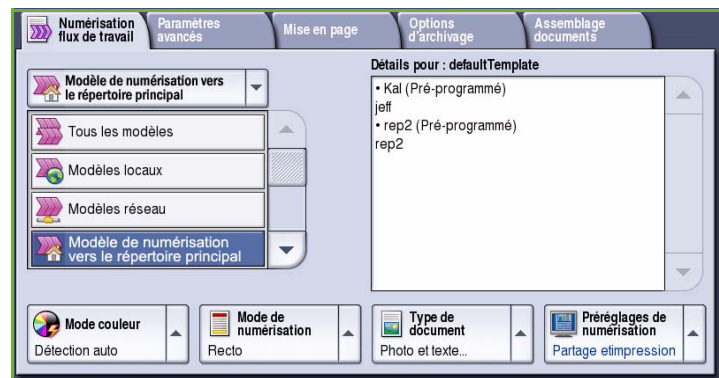 Numérisation
flux de travail
Paramètres
avancés
Mise en page
Options
d'archivage
Assemblage
documents
Modèle de numérisation vers
le répertoire principal
Tous les modèles
Modèles locaux
Modèles réseau
Modèle de numérisation
vers le répertoire principal
Détails pour : defaultTemplate
• Kal (Pré-programmé)
jeff
• rep2 (Pré-programmé)
rep2
Mode couleur
Détection auto
Mode de
numérisation
Recto
Type de
document
Photo et texte...
Préréglages de
numérisation
Partage etimpression